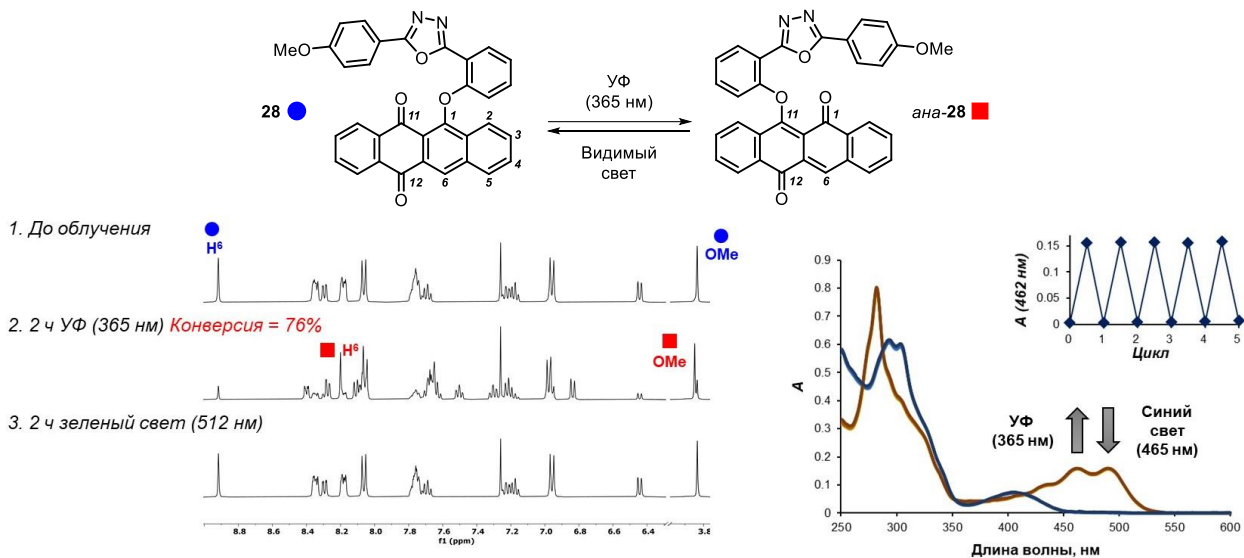 N N
MeO
O
O
O
O
28
11
1
2
3
4
5
6
12
УФ
(365 нм)
Видимый
свет
N N
O
OMe
O
O
O
ана-28
11
1
12
6
1. До облучения
H⁶
OMe
2. 2 ч УФ (365 нм) Конверсия = 76%
H⁶
OMe
3. 2 ч зеленый свет (512 нм)
8.8 8.6 8.4 8.2 8.0 7.8 7.6 7.4 7.2 7.0 6.8 6.6 6.4 3.8
f1 (ppm)
A (462 нм)
0.15
0.1
0.05
0
0 1 2 3 4 5
Цикл
A
0.9
0.8
0.7
0.6
0.5
0.4
0.3
0.2
0.1
0
УФ
(365 нм)
Синий
свет
(465 нм)
250 300 350 400 450 500 550 600
Длина волны, нм